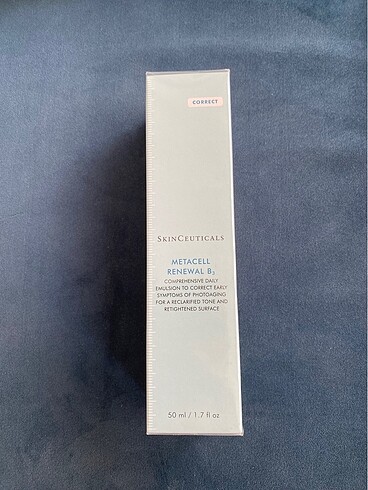 CORRECT
SKINCEUTICALS
METACELL
RENEWAL B3
COMPREHENSIVE DAILY
EMULSION TO CORRECT EARLY
SYMPTOMS OF PHOTOAGING
FOR A RECLARIFIED TONE AND
RETIGHTENED SURFACE
50 ml / 1.7 fl oz